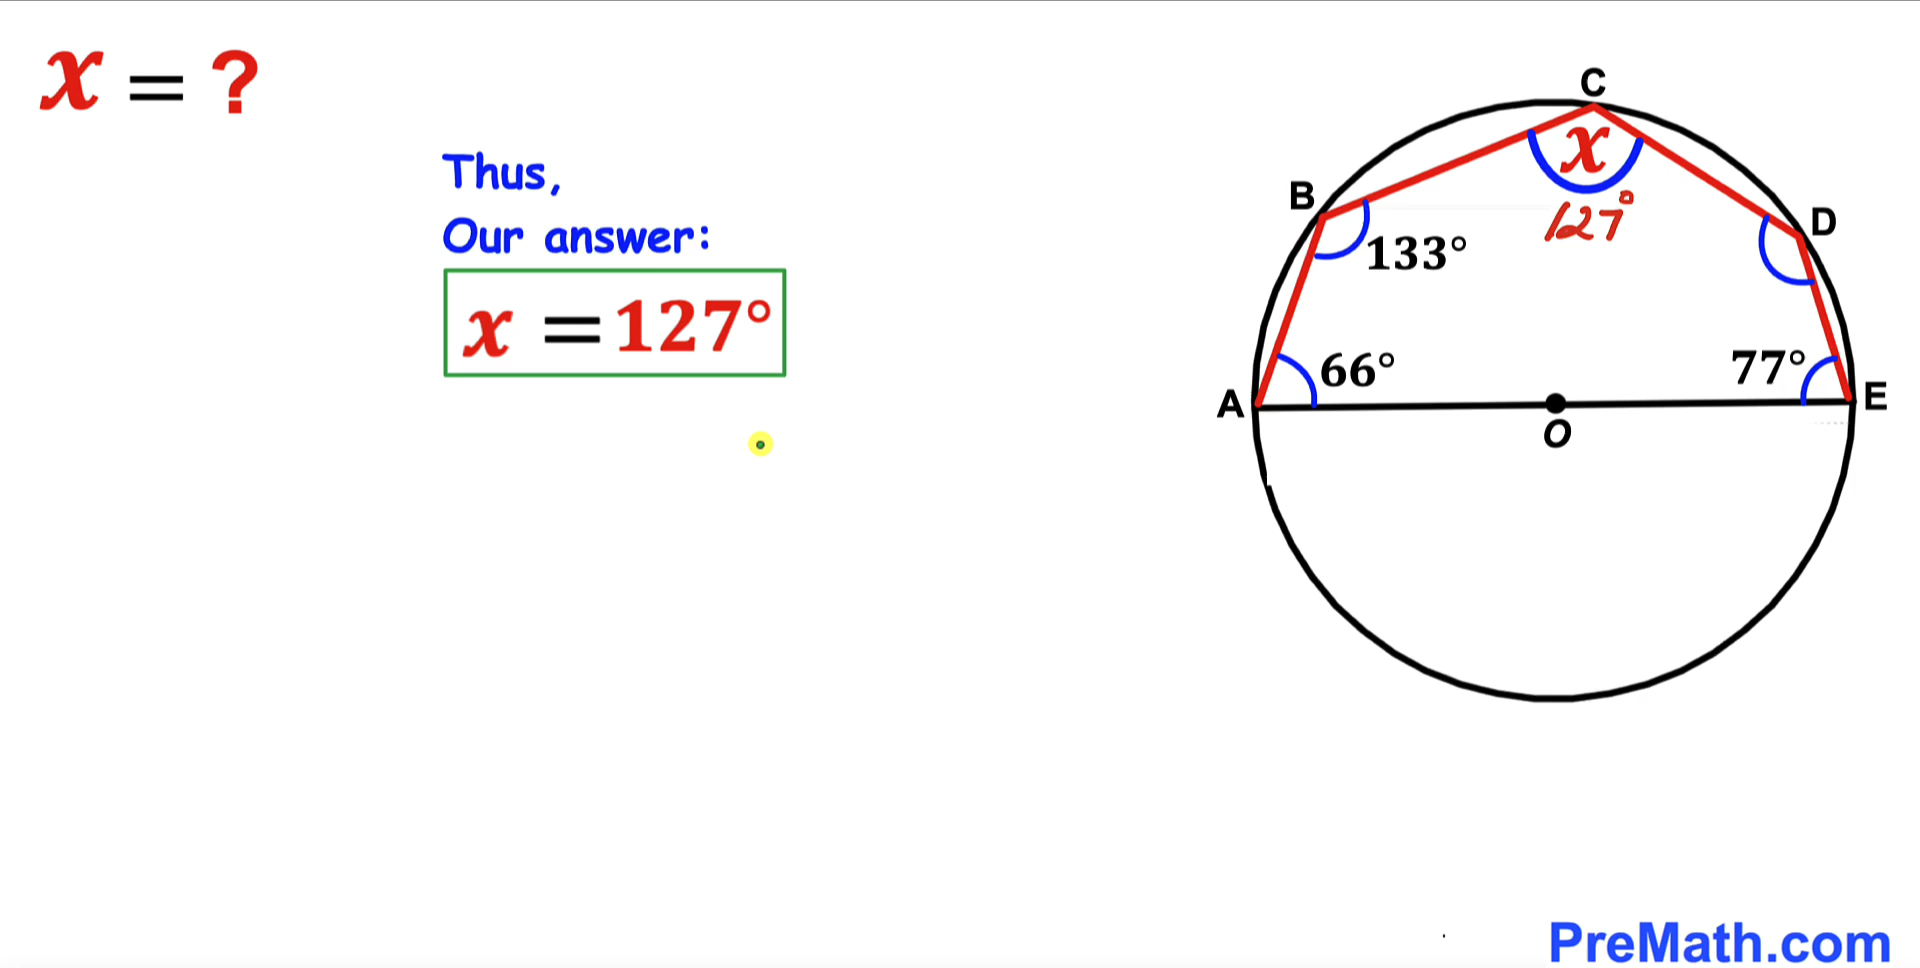 x = ?
Thus,
Our answer:
x = 127°
C
x
127°
B
133°
D
66°
77°
A
E
O
PreMath.com